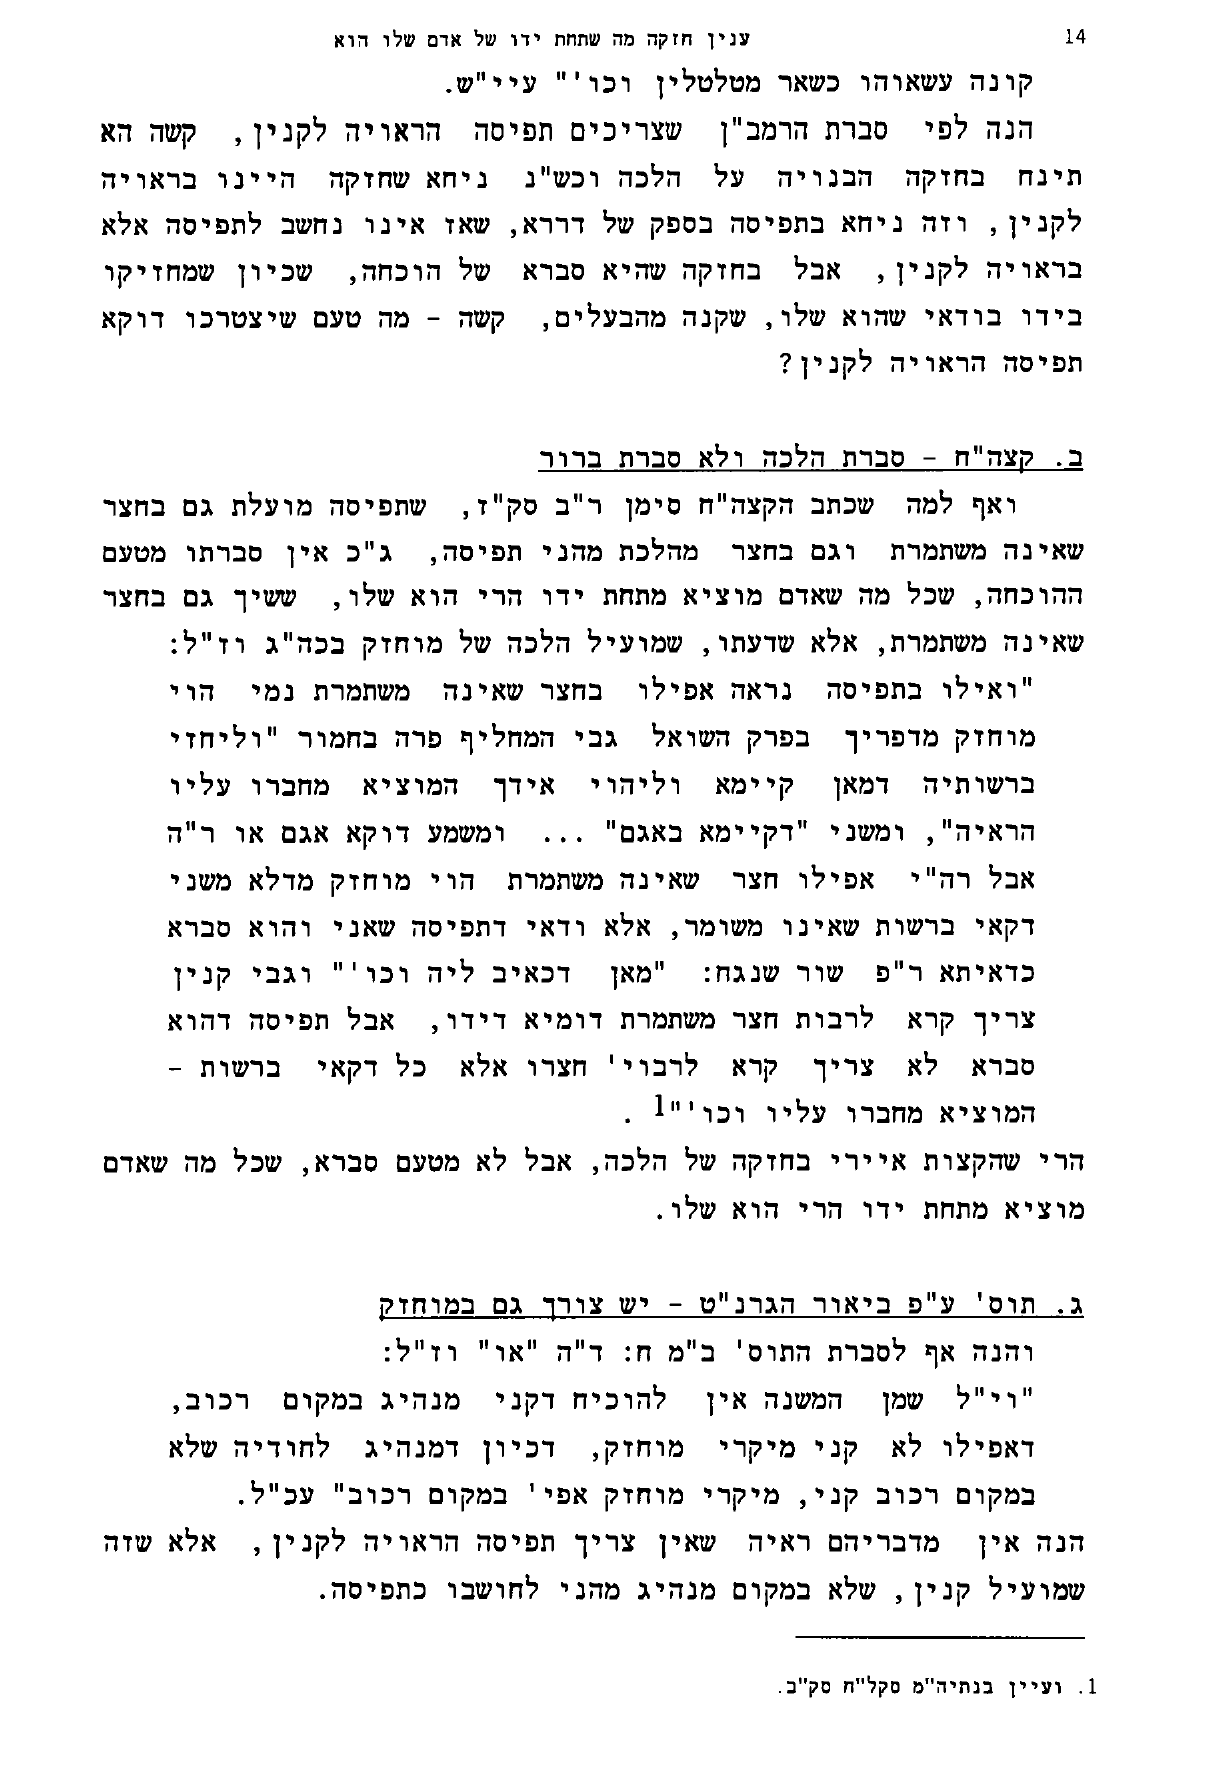 14 ענין חזקה מה שתחת ידו של אדם שלו הוא
קונה עשאוהו כשאר מטלטלין וכו'" עיי"ש.
הנה לפי סברת הרמב"ן שצריכים תפיסה הראויה לקנין, קשה הא
תינח בחזקה הבנויה על הלכה וכש"נ ניחא שחזקה היינו בראויה
לקנין, וזה ניחא בתפיסה בספק של דררא, שאז אינו נחשב לתפיסה אלא
בראויה לקנין, אבל בחזקה שהיא סברא של הוכחה, שכיון שמחזיקו
בידו בודאי שהוא שלו, שקנה מהבעלים, קשה - מה טעם שיצטרכו דוקא
תפיסה הראויה לקנין?
ב. קצה"ח - סברת הלכה ולא סברת ברור
ואף למה שכתב הקצה"ח סימן ר"ב סק"ז, שתפיסה מועלת גם בחצר
שאינה משתמרת וגם בחצר מהלכת מהני תפיסה, ג"כ אין סברתו מטעם
ההוכחה, שכל מה שאדם מוציא מתחת ידו הרי הוא שלו, ששיך גם בחצר
שאינה משתמרת, אלא שדעתו, שמועיל הלכה של מוחזק בכה"ג וז"ל:
"ואילו בתפיסה נראה אפילו בחצר שאינה משתמרת נמי הוי
מוחזק מדפריך בפרק השואל גבי המחליף פרה בחמור "וליחזי
ברשותיה דמאן קיימא וליהוי אידך המוציא מחברו עליו
הראיה", ומשני "דקיימא באגם" ... ומשמע דוקא אגם או ר"ה
אבל רה"י אפילו חצר שאינה משתמרת הוי מוחזק מדלא משני
דקאי ברשות שאינו משומר, אלא ודאי דתפיסה שאני והוא סברא
כדאיתא ר"פ שור שנגח: "מאן דכאיב ליה וכו'" וגבי קנין
צריך קרא לרבות חצר משתמרת דומיא דידו, אבל תפיסה דהוא
סברא לא צריך קרא לרבוי' חצרו אלא כל דקאי ברשות -
המוציא מחברו עליו וכו'"1.
הרי שהקצות איירי בחזקה של הלכה, אבל לא מטעם סברא, שכל מה שאדם
מוציא מתחת ידו הרי הוא שלו.
ג. תוס' ע"פ ביאור הגרנ"ט - יש צורך גם במוחזק
והנה אף לסברת התוס' ב"מ ח: ד"ה "או" וז"ל:
"וי"ל שמן המשנה אין להוכיח דקני מנהיג במקום רכוב,
דאפילו לא קני מיקרי מוחזק, דכיון דמנהיג לחודיה שלא
במקום רכוב קני, מיקרי מוחזק אפי' במקום רכוב" עכ"ל.
הנה אין מדבריהם ראיה שאין צריך תפיסה הראויה לקנין, אלא שזה
שמועיל קנין, שלא במקום מנהיג מהני לחושבו כתפיסה.
1. ועיין בנתיה"מ סקל"ח סק"ב.